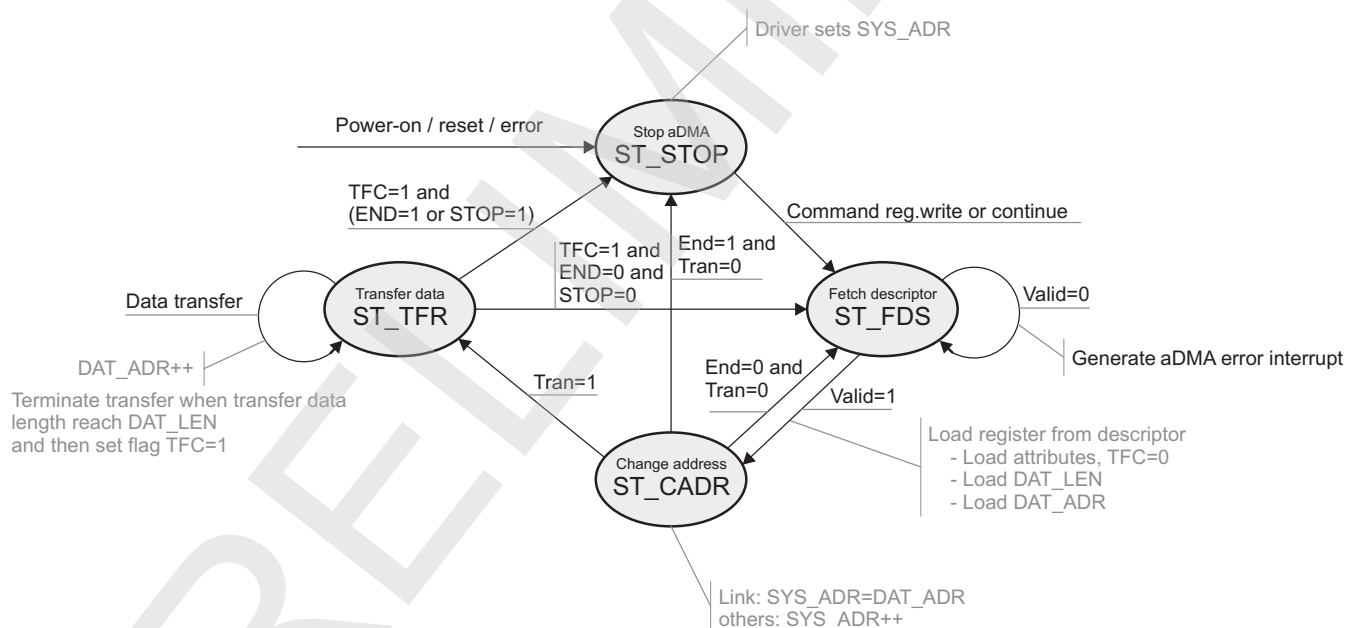 Driver sets SYS_ADR
Power-on / reset / error
Stop aDMA
ST_STOP
TFC=1 and
(END=1 or STOP=1)
Command reg.write or continue
TFC=1 and
END=0 and
STOP=0
End=1 and
Tran=0
Data transfer
Transfer data
ST_TFR
Fetch descriptor
ST_FDS
Valid=0
DAT_ADR++
Generate aDMA error interrupt
Terminate transfer when transfer data
length reach DAT_LEN
and then set flag TFC=1
Tran=1
End=0 and
Tran=0
Valid=1
Load register from descriptor
- Load attributes, TFC=0
- Load DAT_LEN
- Load DAT_ADR
Change address
ST_CADR
Link: SYS_ADR=DAT_ADR
others: SYS_ADR++